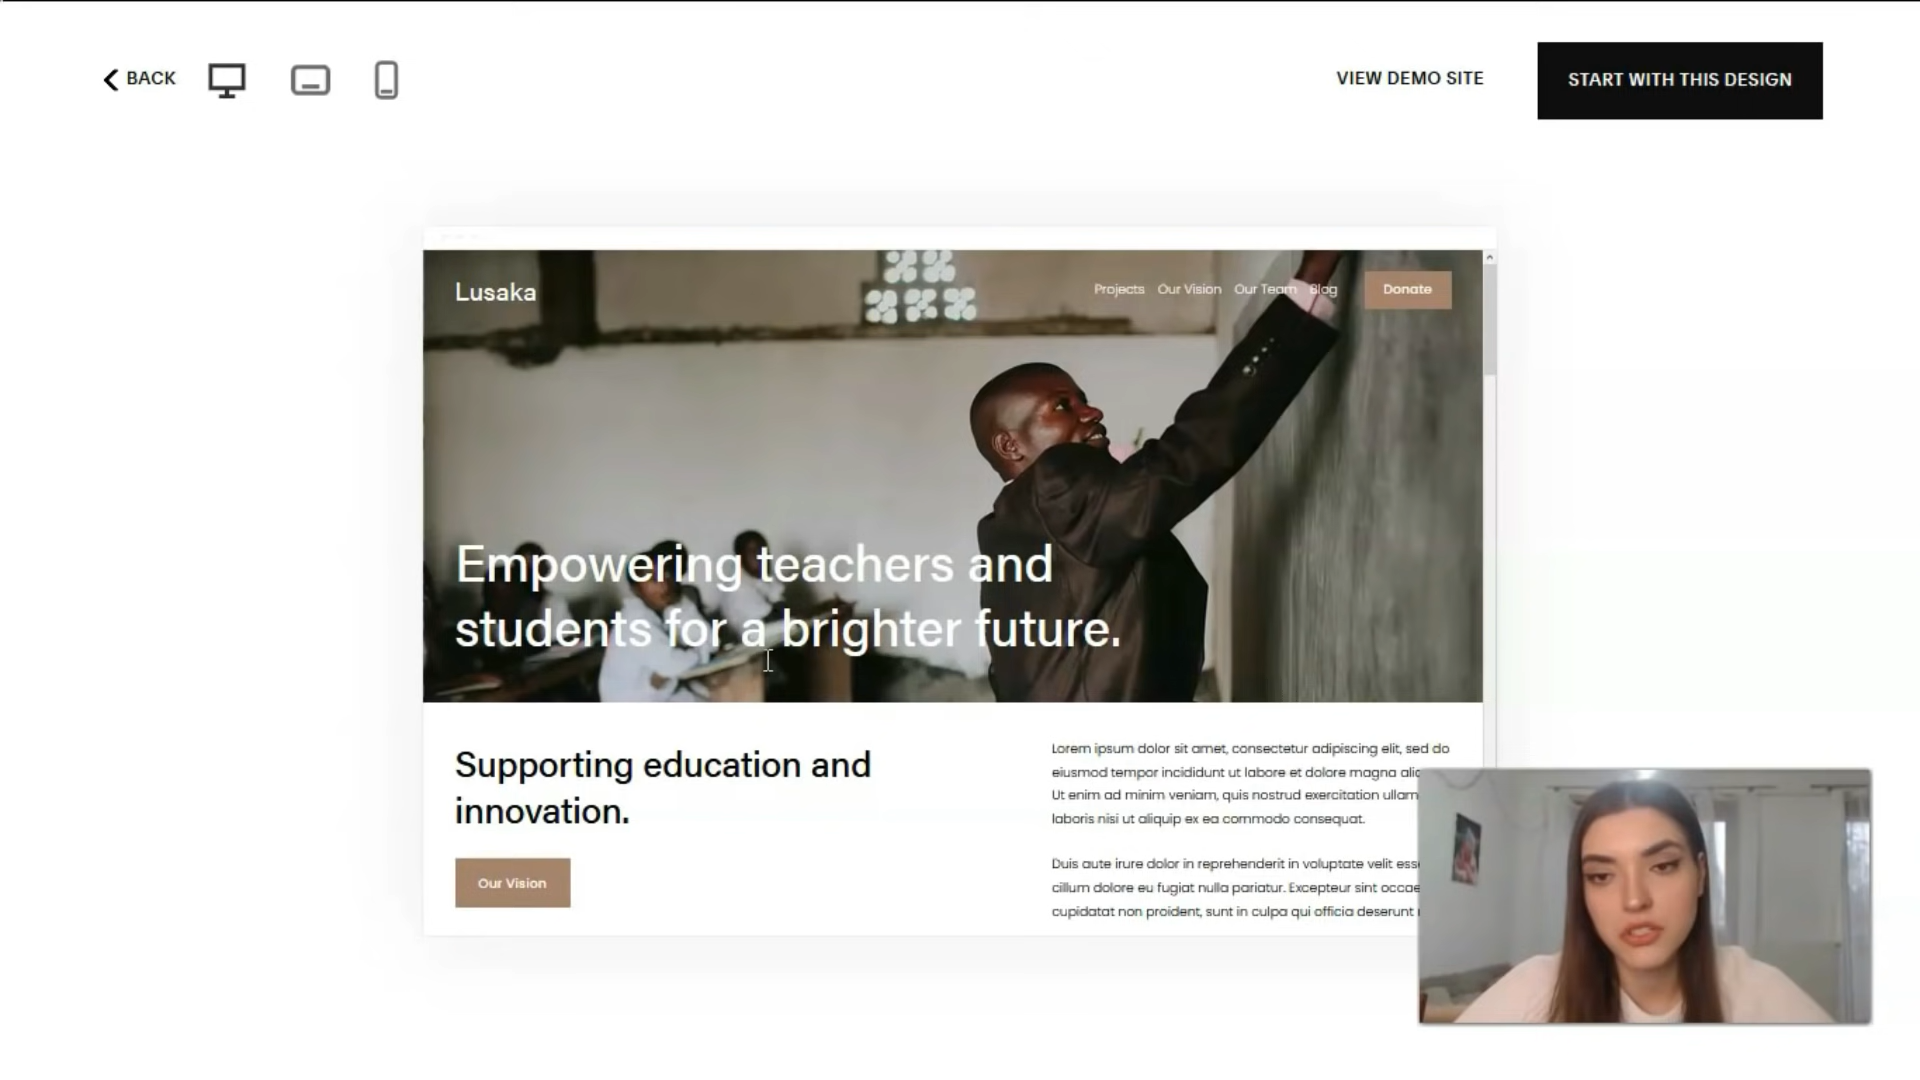 BACK
VIEW DEMO SITE
START WITH THIS DESIGN
Lusaka
Projects Our Vision Our Team Blog Donate
Empowering teachers and
students for a brighter future.
Supporting education and
innovation.
Our Vision
Lorem ipsum dolor sit amet, consectetur adipiscing elit, sed do
eiusmod tempor incididunt ut labore et dolore magna
Ut enim ad minim veniam, quis nostrud exercitation
laboris nisi ut aliquip ex ea commodo consequat.
Duis aute irure dolor in reprehenderit in voluptate velit
cillum dolore eu fugiat nulla pariatur. Excepteur sint
cupidatat non proident, sunt in culpa qui officia deserunt